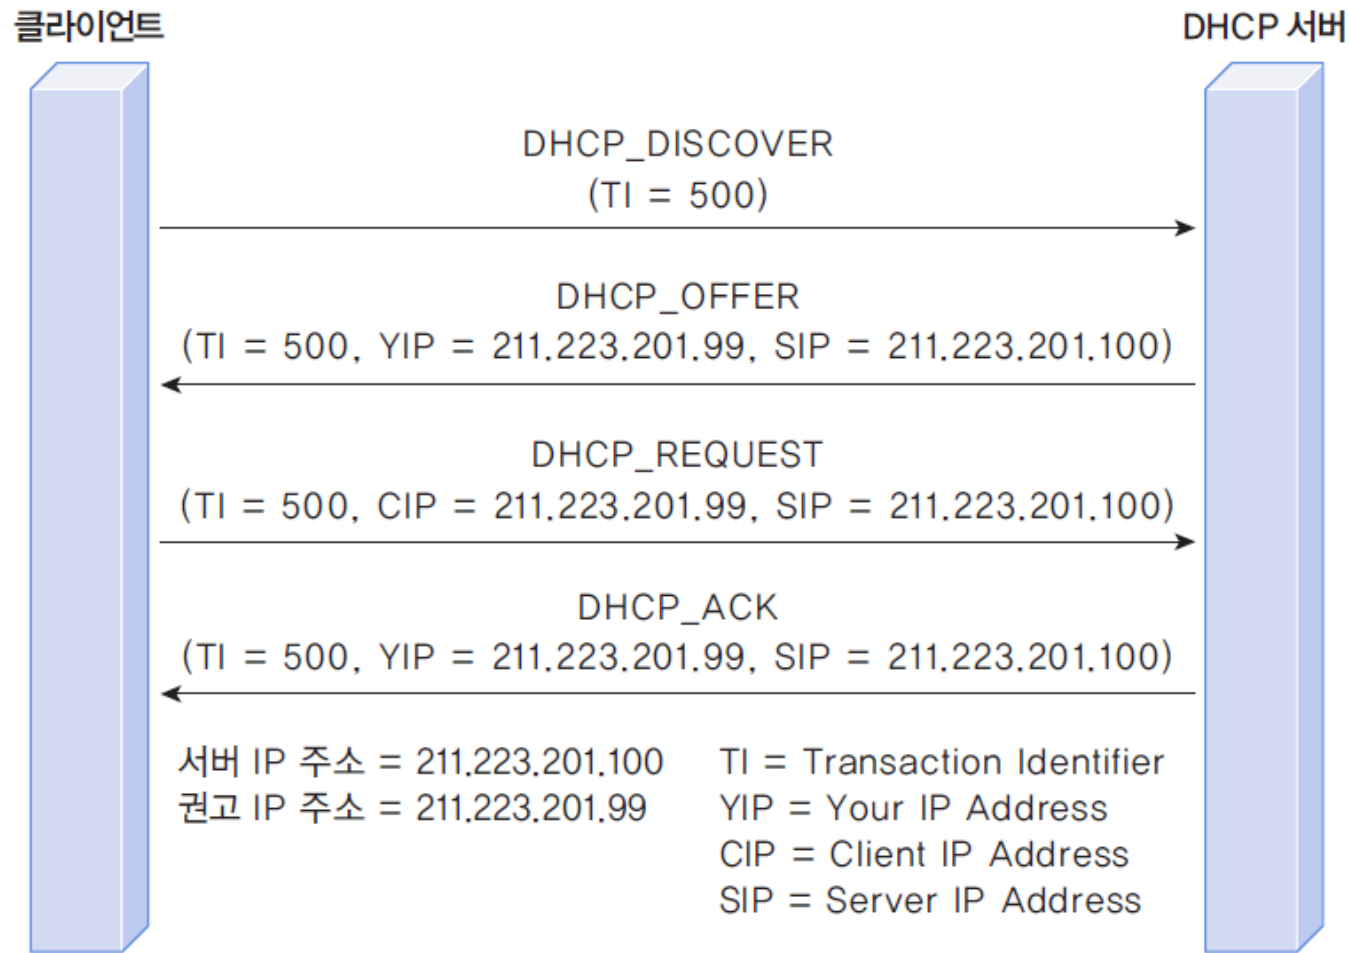 클라이언트
DHCP 서버
DHCP_DISCOVER
(TI = 500)
DHCP_OFFER
(TI = 500, YIP = 211.223.201.99, SIP = 211.223.201.100)
DHCP_REQUEST
(TI = 500, CIP = 211.223.201.99, SIP = 211.223.201.100)
DHCP_ACK
(TI = 500, YIP = 211.223.201.99, SIP = 211.223.201.100)
서버 IP 주소 = 211.223.201.100
권고 IP 주소 = 211.223.201.99
TI = Transaction Identifier
YIP = Your IP Address
CIP = Client IP Address
SIP = Server IP Address